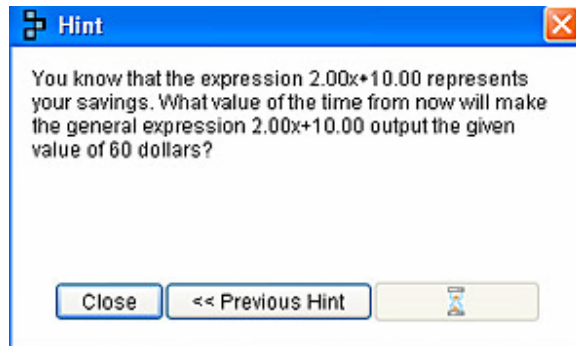 Hint
You know that the expression 2.00x+10.00 represents
your savings. What value of the time from now will make
the general expression 2.00x+10.00 output the given
value of 60 dollars?
Close
<< Previous Hint